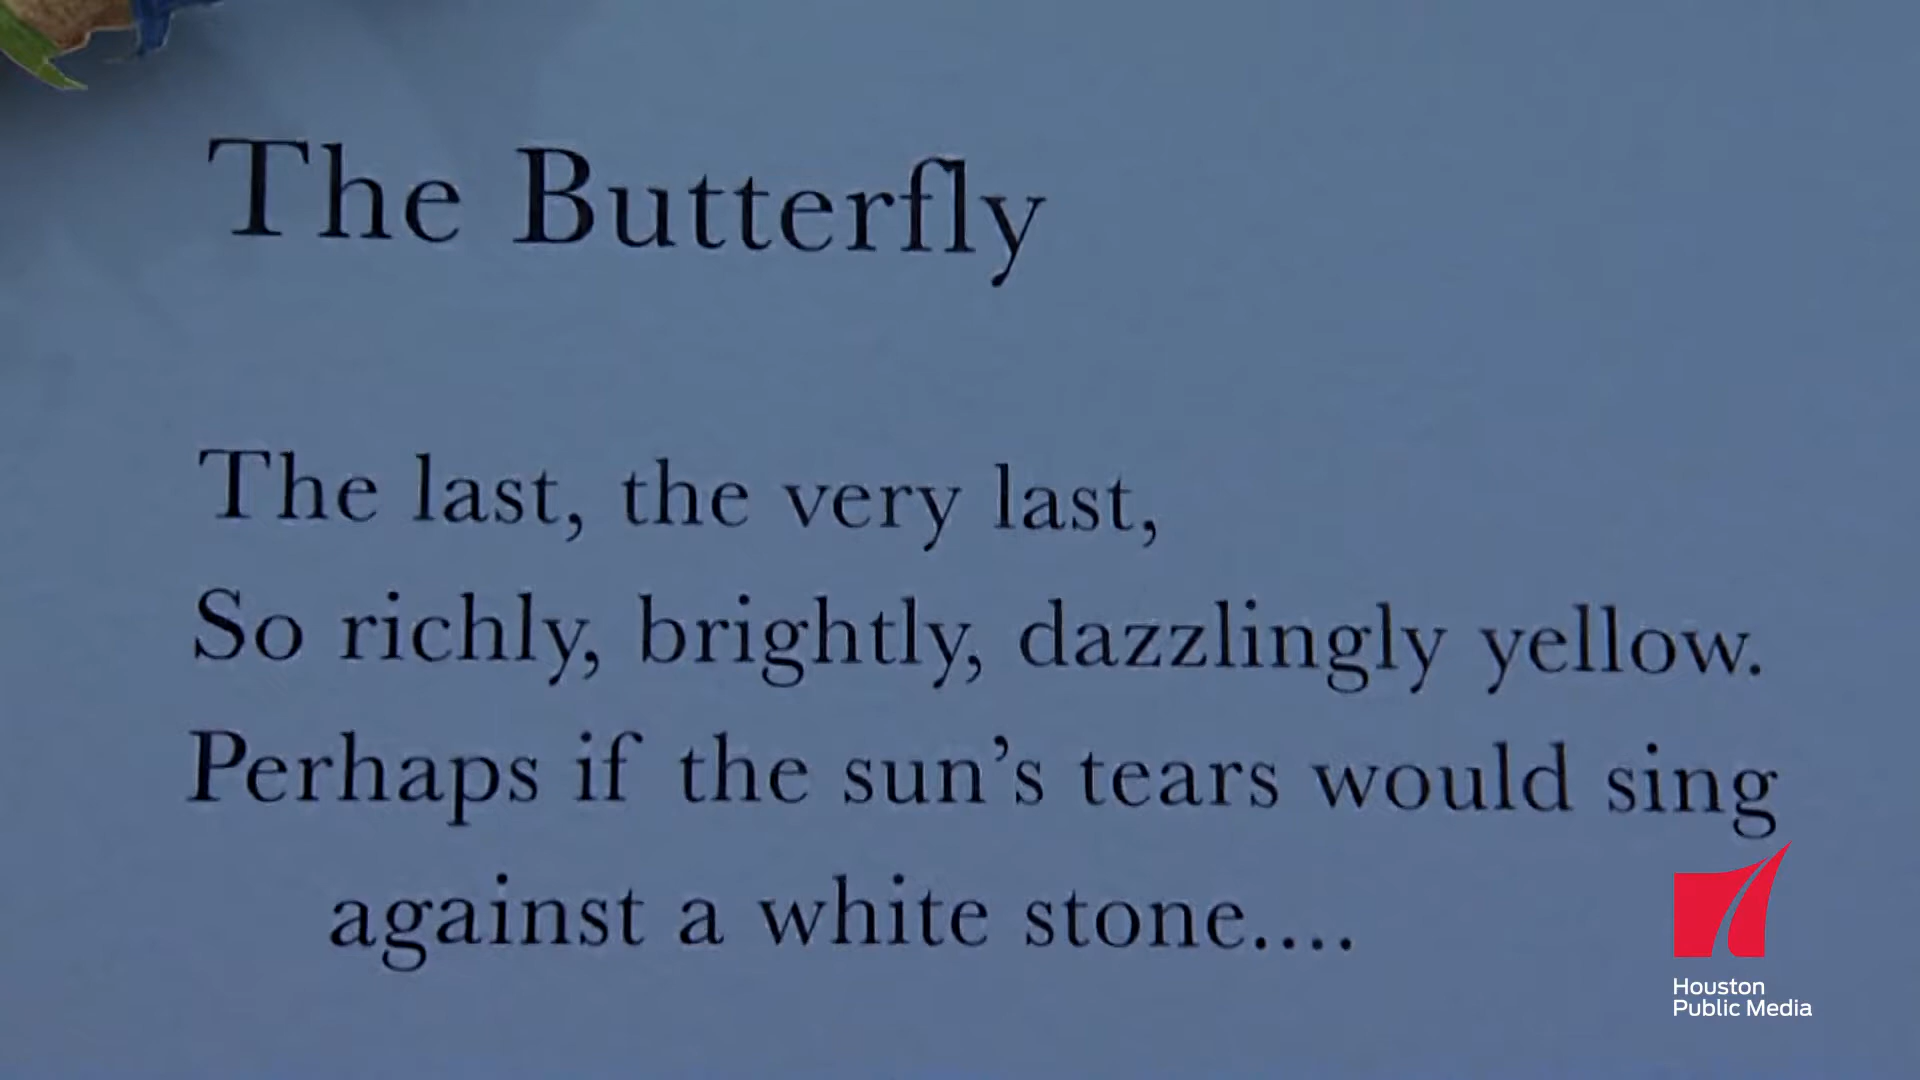 The Butterfly
The last, the very last,
So richly, brightly, dazzlingly yellow.
Perhaps if the sun’s tears would sing
against a white stone....
Houston
Public Media